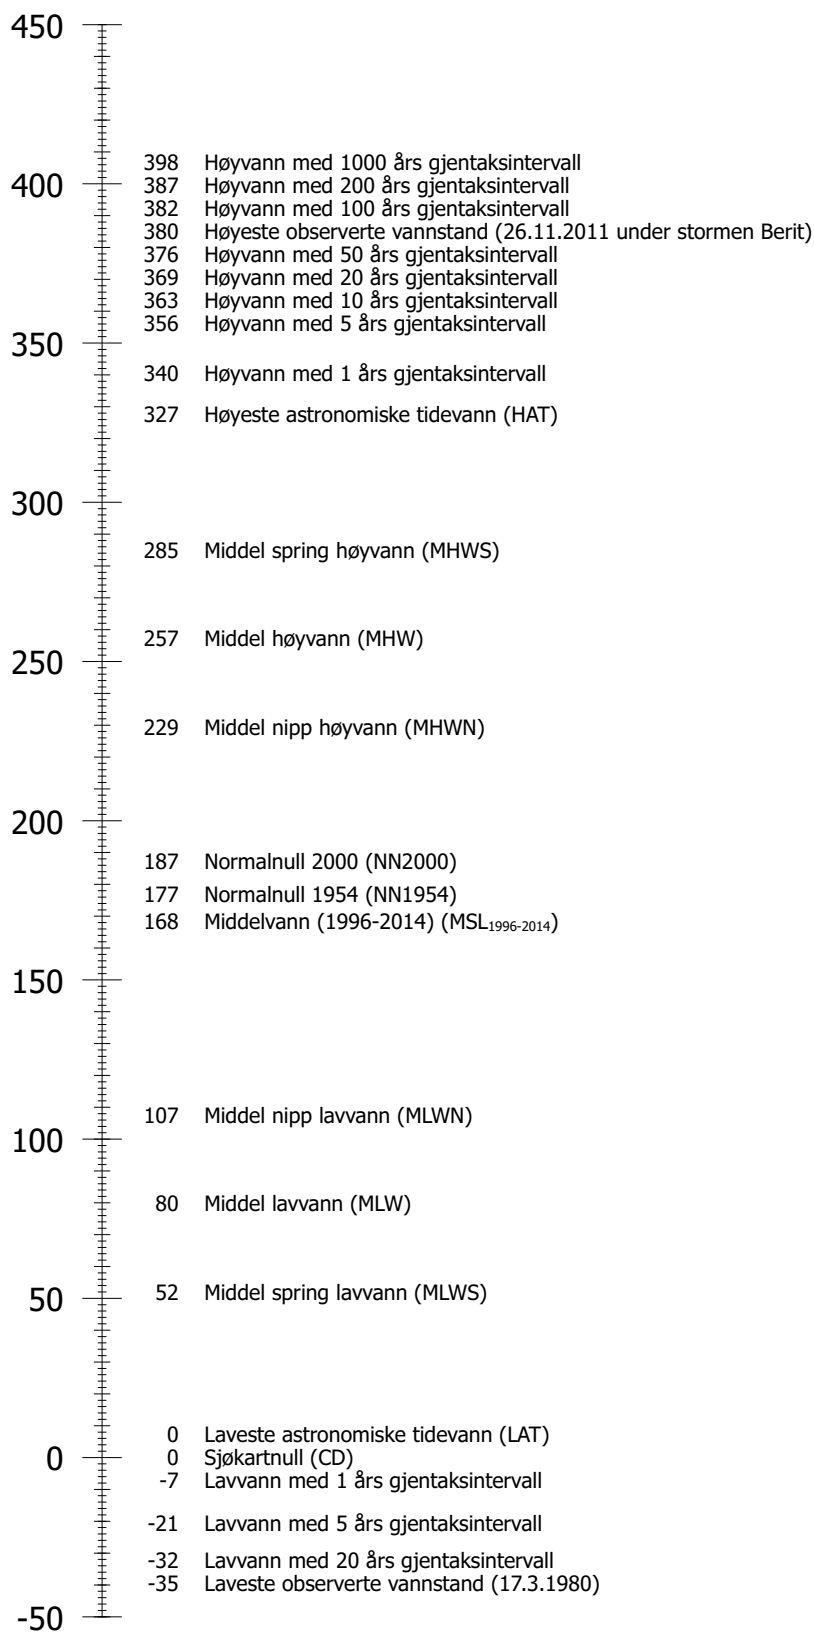 450
398 Høyvann med 1000 års gjentaksintervall
400
387 Høyvann med 200 års gjentaksintervall
382 Høyvann med 100 års gjentaksintervall
380 Høyeste observerte vannstand (26.11.2011 under stormen Berit)
376 Høyvann med 50 års gjentaksintervall
369 Høyvann med 20 års gjentaksintervall
363 Høyvann med 10 års gjentaksintervall
356 Høyvann med 5 års gjentaksintervall
350
340 Høyvann med 1 års gjentaksintervall
327 Høyeste astronomiske tidevann (HAT)
300
285 Middel spring høyvann (MHWS)
257 Middel høyvann (MHW)
250
229 Middel nipp høyvann (MHWN)
200
187 Normalnull 2000 (NN2000)
177 Normalnull 1954 (NN1954)
168 Middelvann (1996-2014) (MSL1996-2014)
150
107 Middel nipp lavvann (MLWN)
100
80 Middel lavvann (MLW)
52 Middel spring lavvann (MLWS)
50
0 Laveste astronomiske tidevann (LAT)
0
0 Sjøkartnull (CD)
-7 Lavvann med 1 års gjentaksintervall
-21 Lavvann med 5 års gjentaksintervall
-32 Lavvann med 20 års gjentaksintervall
-35 Laveste observerte vannstand (17.3.1980)
-50